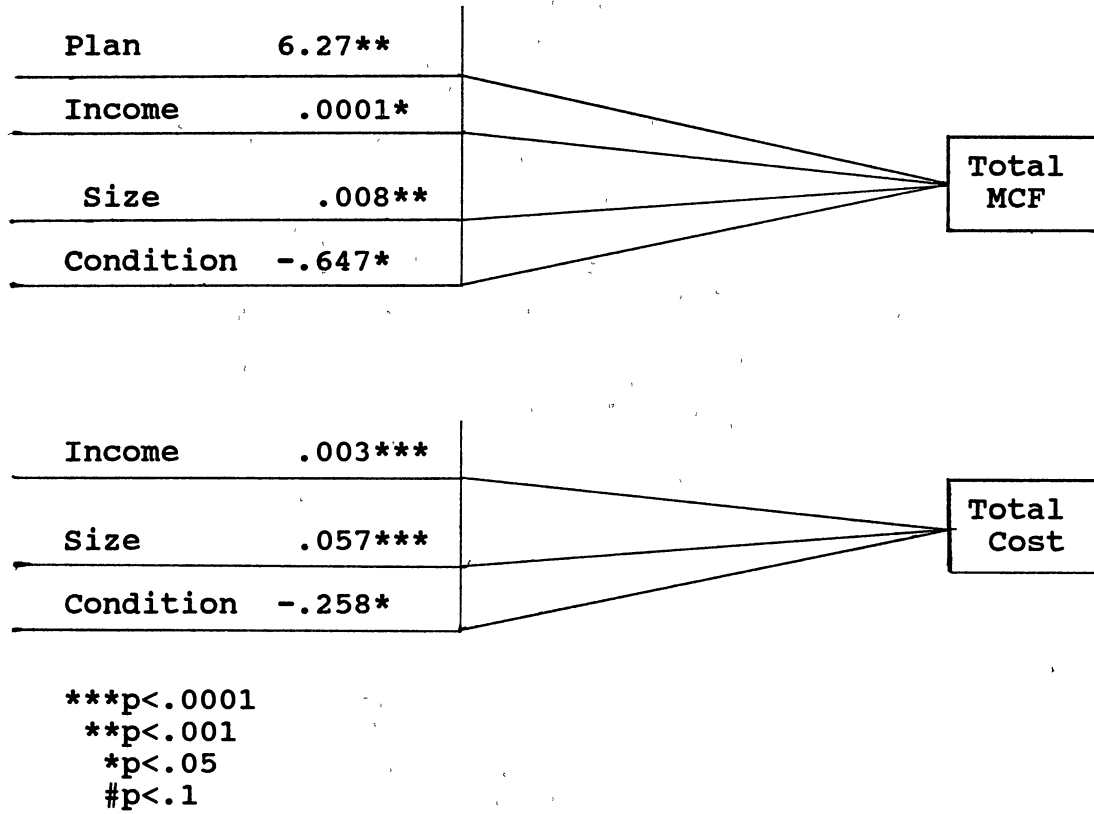 Plan 6.27**
Income .0001*
Size .008**
Condition -.647*
Total
MCF
Income .003***
Size .057***
Condition -.258*
Total
Cost
***p<.0001
**p<.001
*p<.05
#p<.1